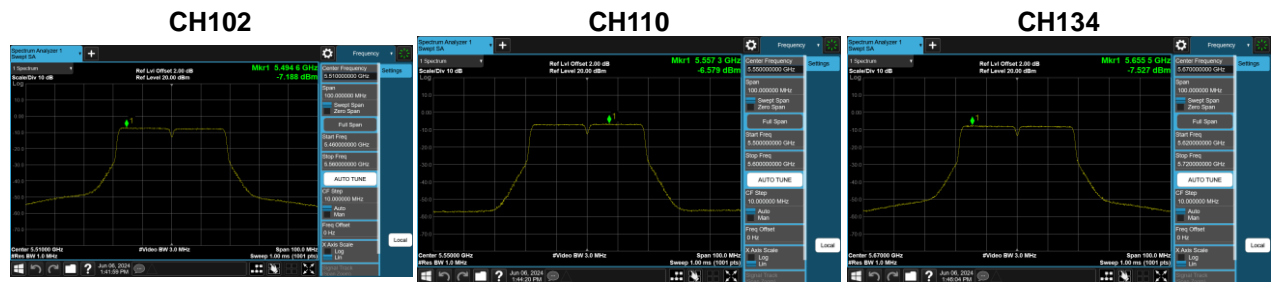 CH102
CH110
CH134
Spectrum Analyzer 1
Swept SA
+
Frequency
1 Spectrum
Scale/Div 10 dB
Log
Ref Lvl Offset 2.00 dB
Ref Level 20.00 dBm
Mkr1 5.494 6 GHz
-7.188 dBm
1
Center Frequency
5.510000000 GHz
Settings
Span
100.000000 MHz
Swept Span
Zero Span
Full Span
Start Freq
5.460000000 GHz
Stop Freq
5.560000000 GHz
AUTO TUNE
CF Step
10.000000 MHz
Auto
Man
Freq Offset
0 Hz
X Axis Scale
Log
Lin
Local
Center 5.51000 GHz
#Res BW 1.0 MHz
#Video BW 3.0 MHz
Span 100.0 MHz
Sweep 1.00 ms (1001 pts)
Jun 06, 2024
1:41:59 PM
Spectrum Analyzer 1
Swept SA
+
Frequency
1 Spectrum
Scale/Div 10 dB
Log
Ref Lvl Offset 2.00 dB
Ref Level 20.00 dBm
Mkr1 5.557 3 GHz
-6.579 dBm
1
Center Frequency
5.550000000 GHz
Settings
Span
100.000000 MHz
Swept Span
Zero Span
Full Span
Start Freq
5.500000000 GHz
Stop Freq
5.600000000 GHz
AUTO TUNE
CF Step
10.000000 MHz
Auto
Man
Freq Offset
0 Hz
X Axis Scale
Log
Lin
Local
Center 5.55000 GHz
#Res BW 1.0 MHz
#Video BW 3.0 MHz
Span 100.0 MHz
Sweep 1.00 ms (1001 pts)
Jun 06, 2024
1:44:20 PM
Spectrum Analyzer 1
Swept SA
+
Frequency
1 Spectrum
Scale/Div 10 dB
Log
Ref Lvl Offset 2.00 dB
Ref Level 20.00 dBm
Mkr1 5.655 5 GHz
-7.527 dBm
1
Center Frequency
5.670000000 GHz
Settings
Span
100.000000 MHz
Swept Span
Zero Span
Full Span
Start Freq
5.620000000 GHz
Stop Freq
5.720000000 GHz
AUTO TUNE
CF Step
10.000000 MHz
Auto
Man
Freq Offset
0 Hz
X Axis Scale
Log
Lin
Local
Center 5.67000 GHz
#Res BW 1.0 MHz
#Video BW 3.0 MHz
Span 100.0 MHz
Sweep 1.00 ms (1001 pts)
Jun 06, 2024
1:46:04 PM